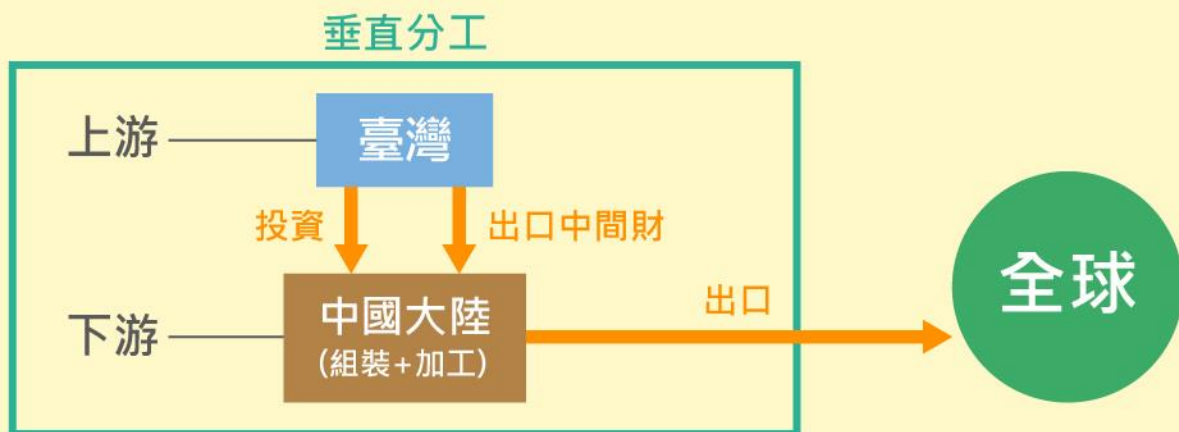 垂直分工
上游
臺灣
投資
出口中間財
下游
中國大陸
(組裝+加工)
出口
全球